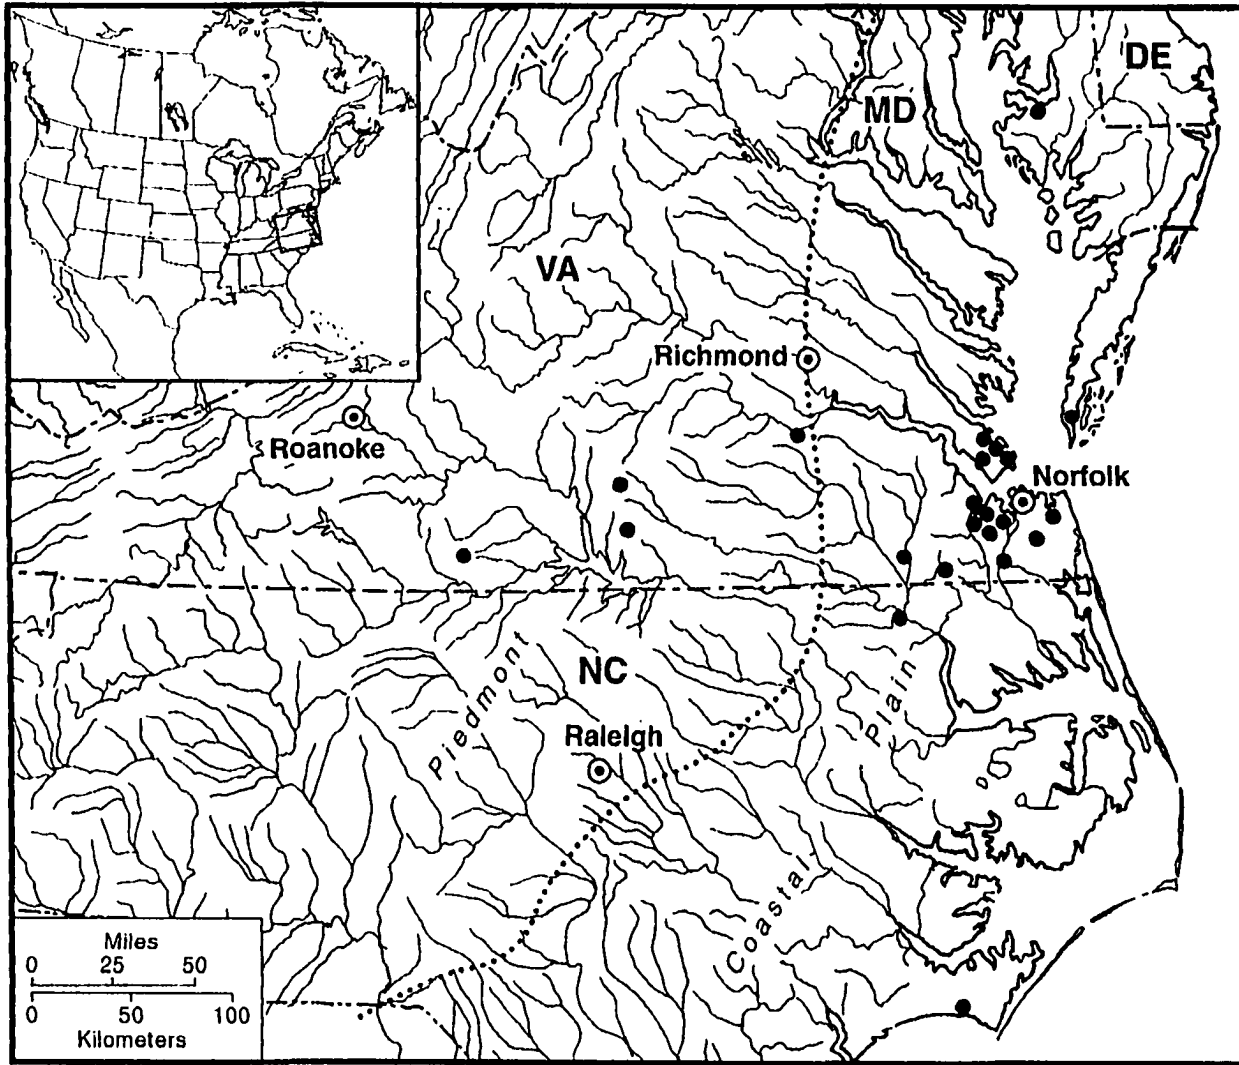 DE
MD
VA
Richmond
Roanoke
Norfolk
Piedmont
NC
Plain
Raleigh
Coastal
Miles
0 25 50
0 50 100
Kilometers